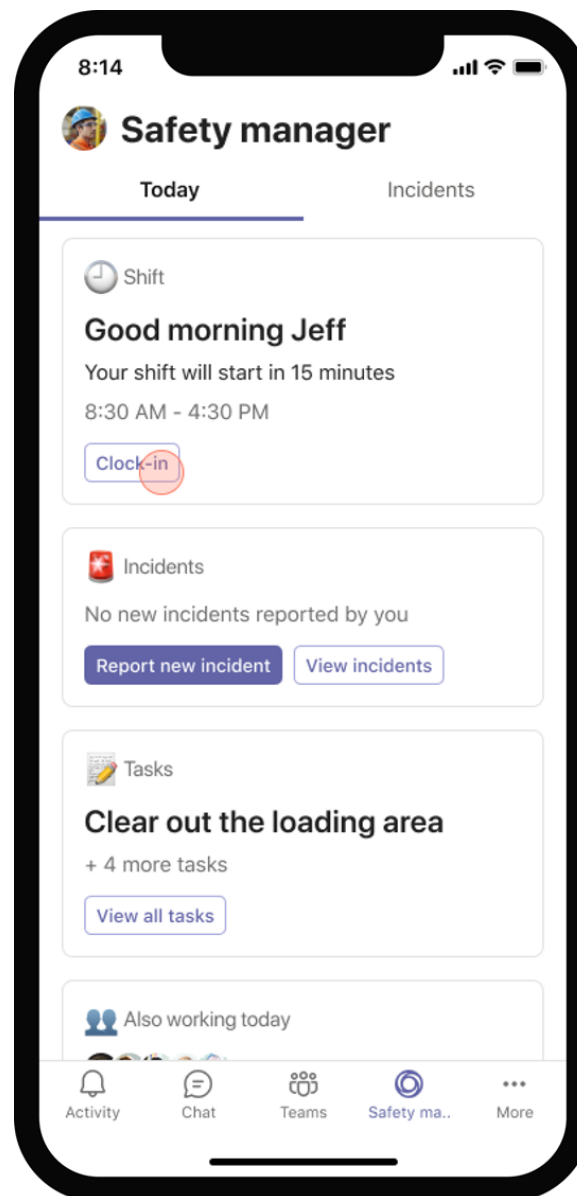 8:14
Safety manager
Today Incidents
Shift
Good morning Jeff
Your shift will start in 15 minutes
8:30 AM - 4:30 PM
Clock-in
Incidents
No new incidents reported by you
Report new incident View incidents
Tasks
Clear out the loading area
+ 4 more tasks
View all tasks
Also working today
Activity Chat Teams Safety ma.. More